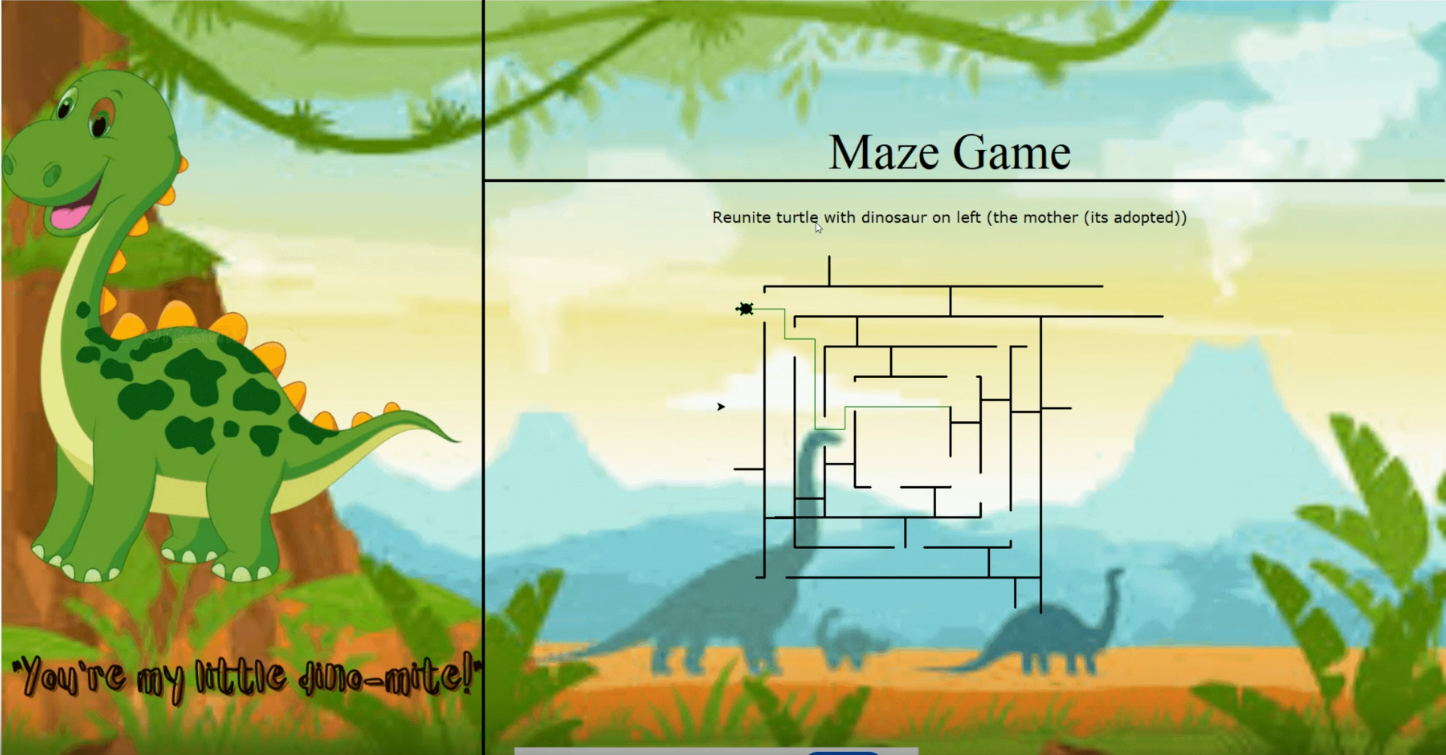 Maze Game
Reunite turtle with dinosaur on left (the mother (its adopted))
"You're my little dino-mite!"